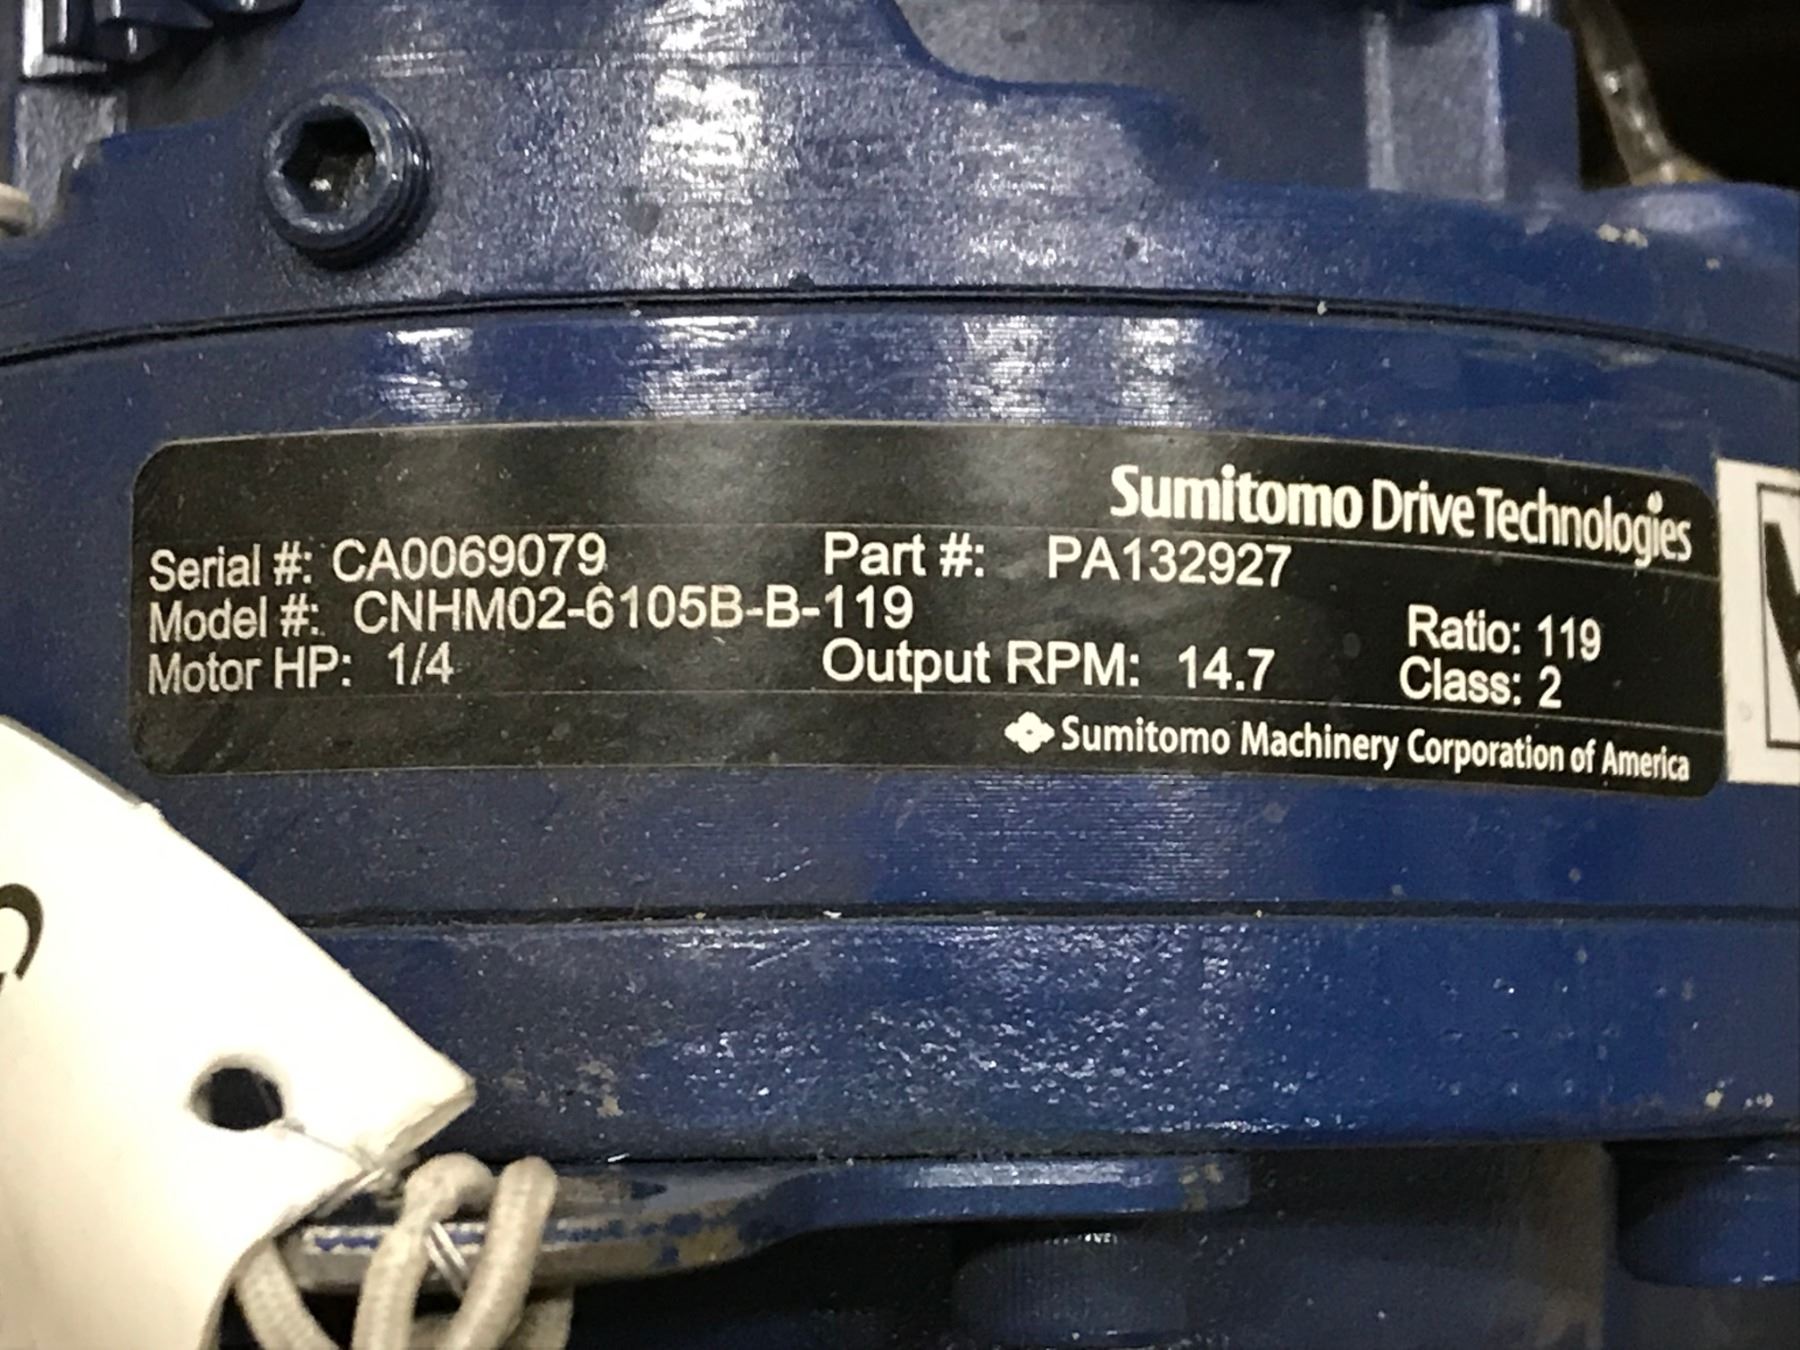 Sumitomo Drive Technologies
Serial #: CA0069079 Part #: PA132927
Model #: CNHM02-6105B-B-119 Ratio: 119
Motor HP: 1/4 Output RPM: 14.7 Class: 2
Sumitomo Machinery Corporation of America